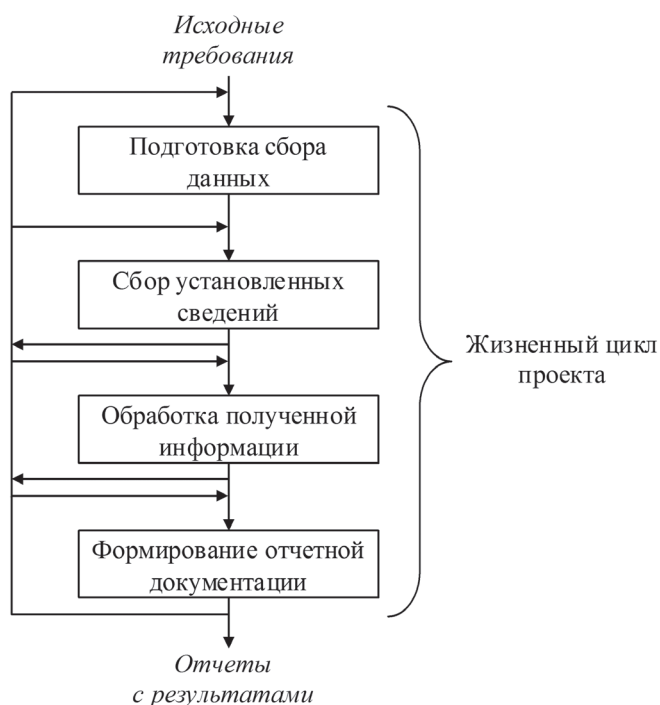 Исходные
требования
Подготовка сбора
данных
Сбор установленных
сведений
Жизненный цикл
проекта
Обработка полученной
информации
Формирование отчетной
документации
Отчеты
с результатами